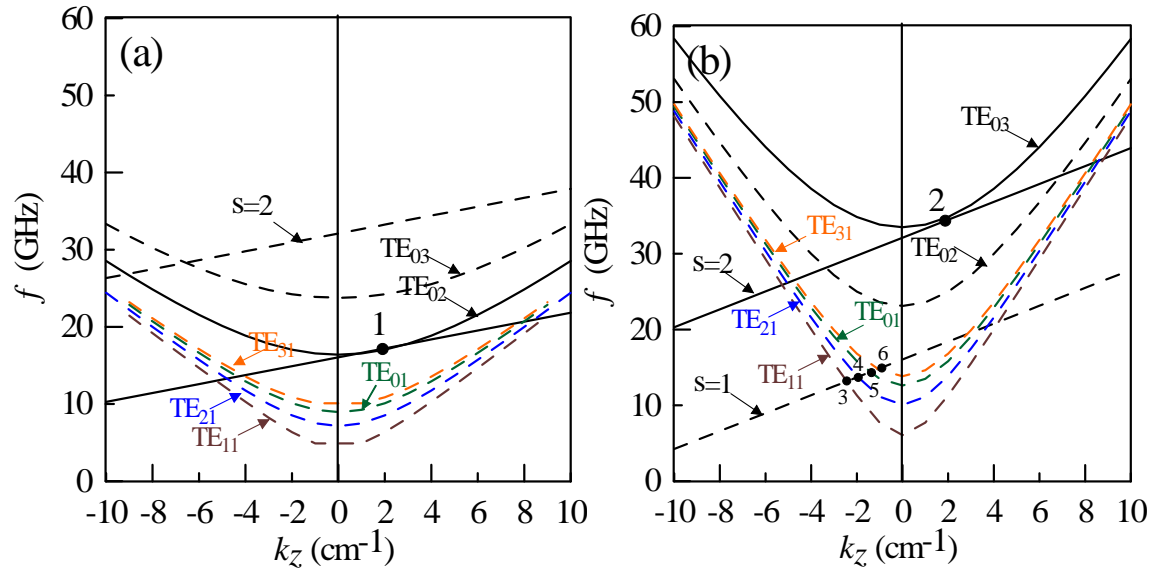 (a)
60
50
40
30
20
10
0
f (GHz)
s=2
TE03
TE02
1
TE31
TE01
TE21
TE11
-10 -8 -6 -4 -2 0 2 4 6 8 10
kz (cm-1)
(b)
60
50
40
30
20
10
0
f (GHz)
TE03
2
TE31
TE02
s=2
TE01
TE21
TE11
6
4
5
3
s=1
-10 -8 -6 -4 -2 0 2 4 6 8 10
kz (cm-1)